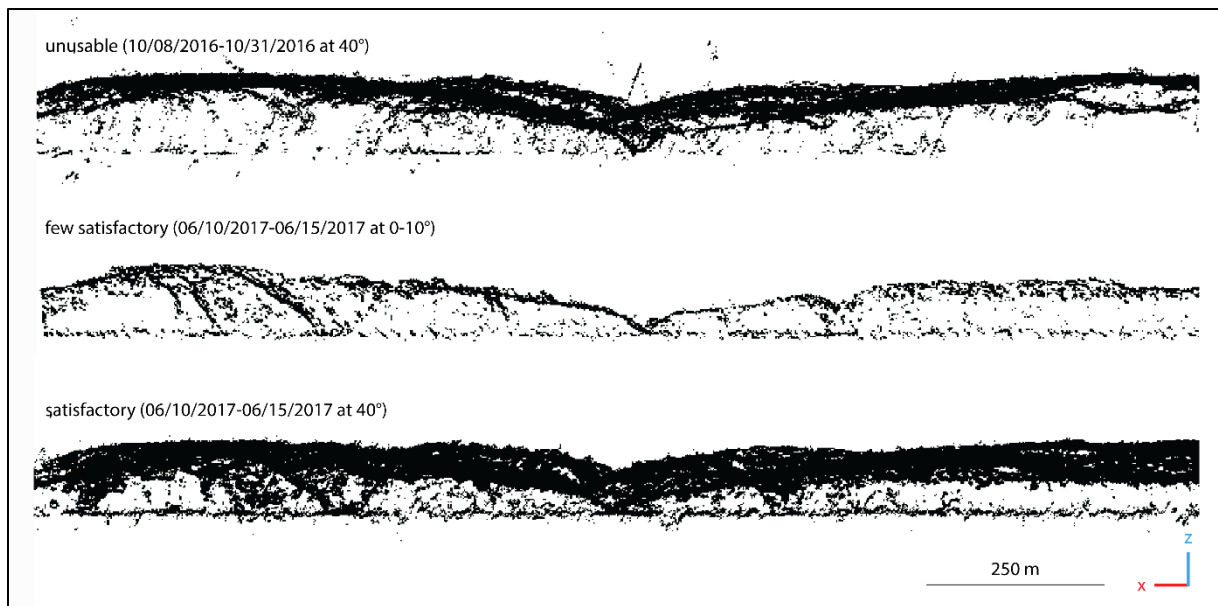 unusable (10/08/2016-10/31/2016 at 40°)
few satisfactory (06/10/2017-06/15/2017 at 0-10°)
satisfactory (06/10/2017-06/15/2017 at 40°)
z
250 m
x